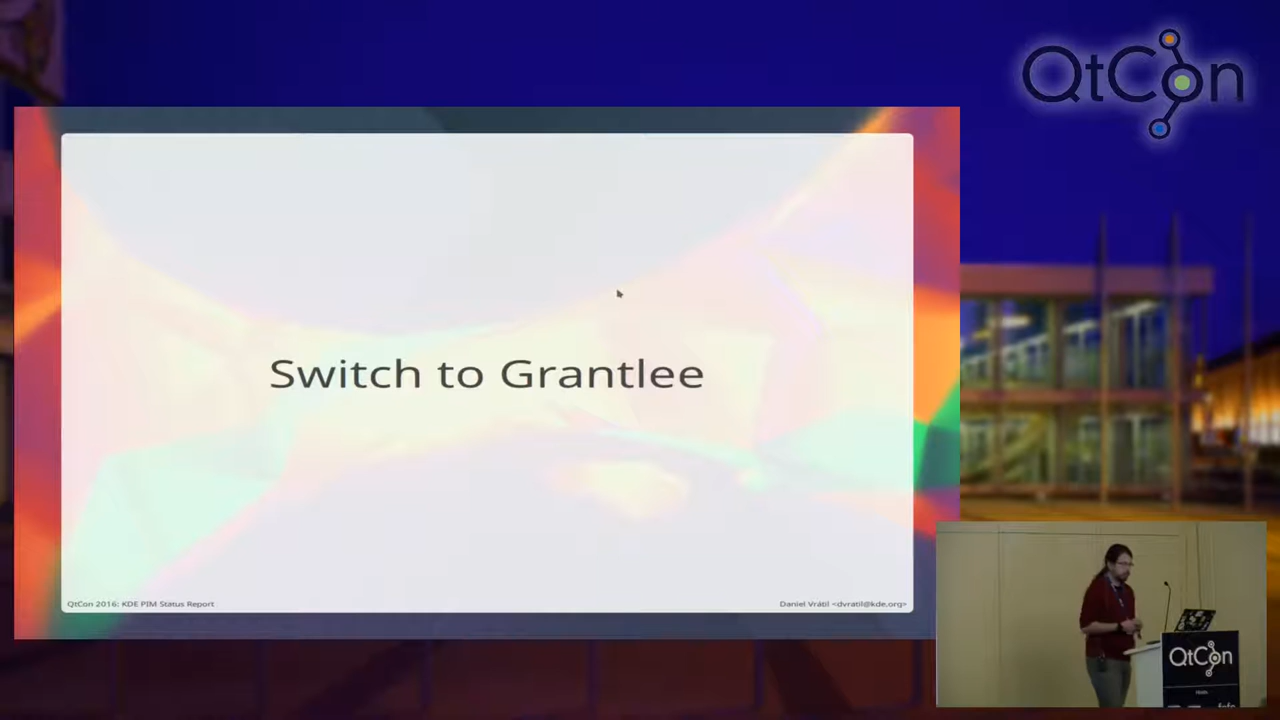 QtCon
Switch to Grantlee
QtCon 2016: KDE PIM Status Report
Daniel Vrátil <dvratil@kde.org>
QtCon